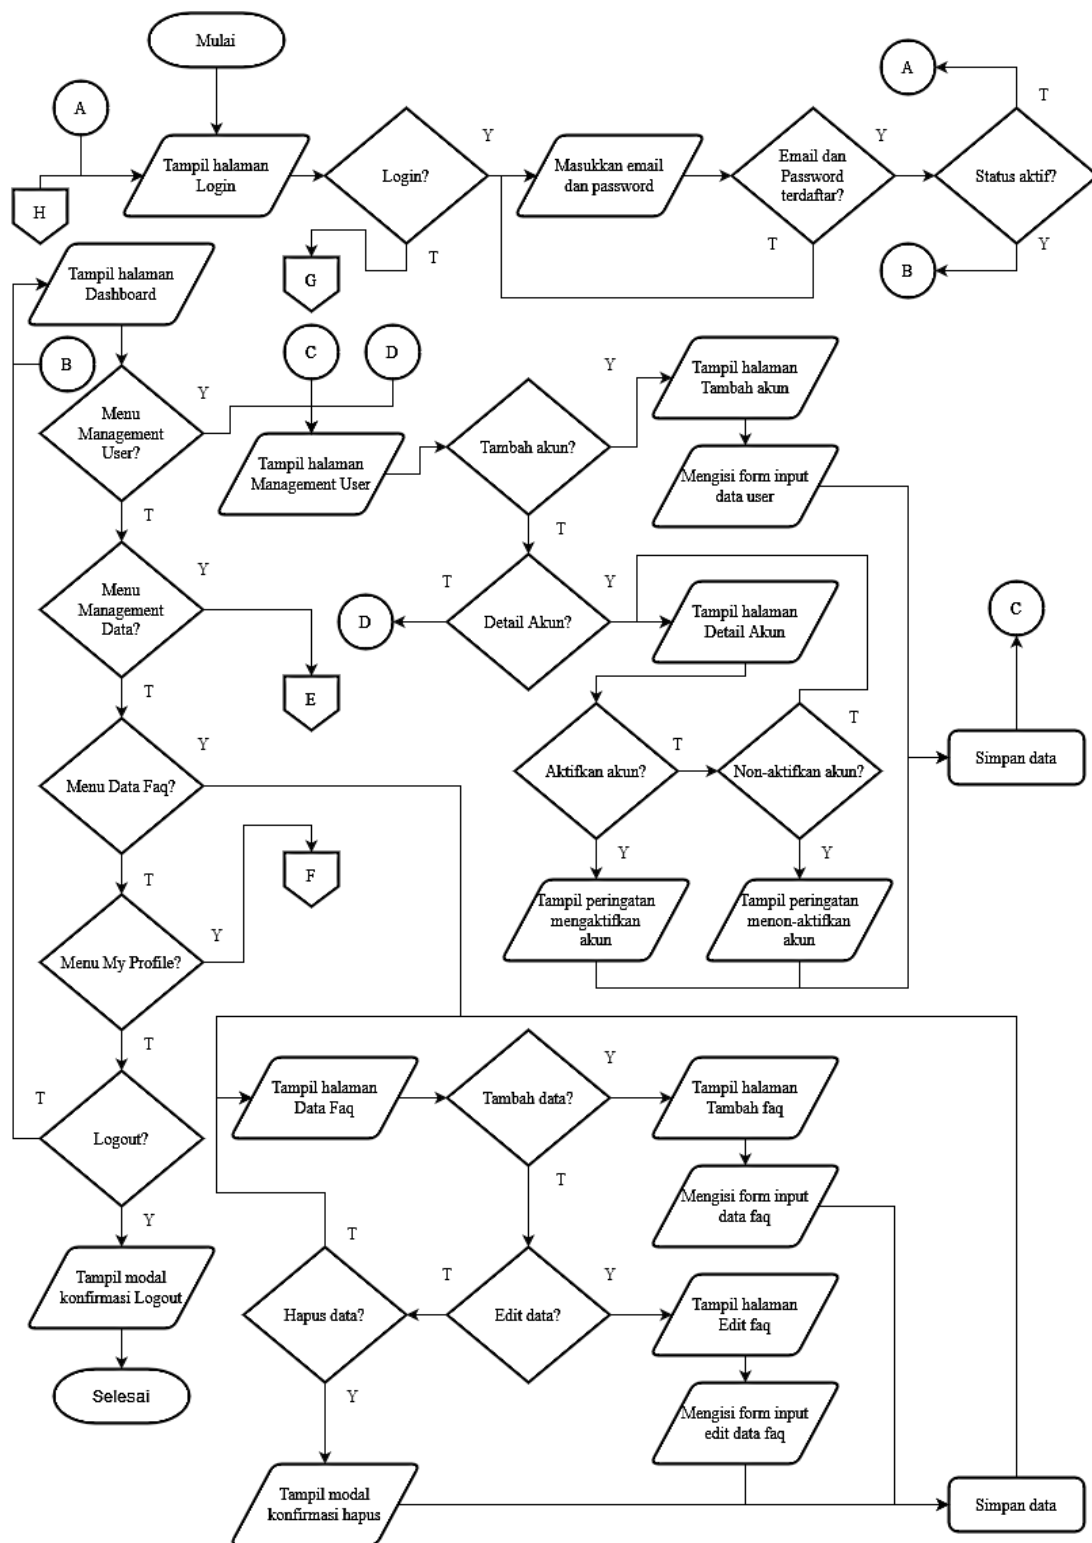 Mulai
A
A
T
Tampil halaman
Login
Login?
Y
Masukkan email
dan password
Email dan
Password
terdaftar?
Y
Status aktif?
H
T
T
Y
G
B
Tampil halaman
Dashboard
B
C
D
Y
Tampil halaman
Tambah akun
Menu
Management
User?
Y
Tampil halaman
Management User
Tambah akun?
Mengisi form input
data user
T
T
Menu
Management
Data?
Y
T
Y
D
Detail Akun?
Tampil halaman
Detail Akun
C
E
T
Y
T
T
Menu Data Faq?
Aktifkan akun?
Non-aktifkan akun?
Simpan data
Y
Y
T
F
Tampil peringatan
mengaktifkan
akun
Tampil peringatan
menon-aktifkan
akun
Menu My Profile?
Y
T
T
Y
Tampil halaman
Data Faq
Tambah data?
Tampil halaman
Tambah faq
Logout?
T
Mengisi form input
data faq
Y
T
T
Y
Tampil modal
konfirmasi Logout
Hapus data?
Edit data?
Tampil halaman
Edit faq
Selesai
Y
Mengisi form input
edit data faq
Tampil modal
konfirmasi hapus
Simpan data